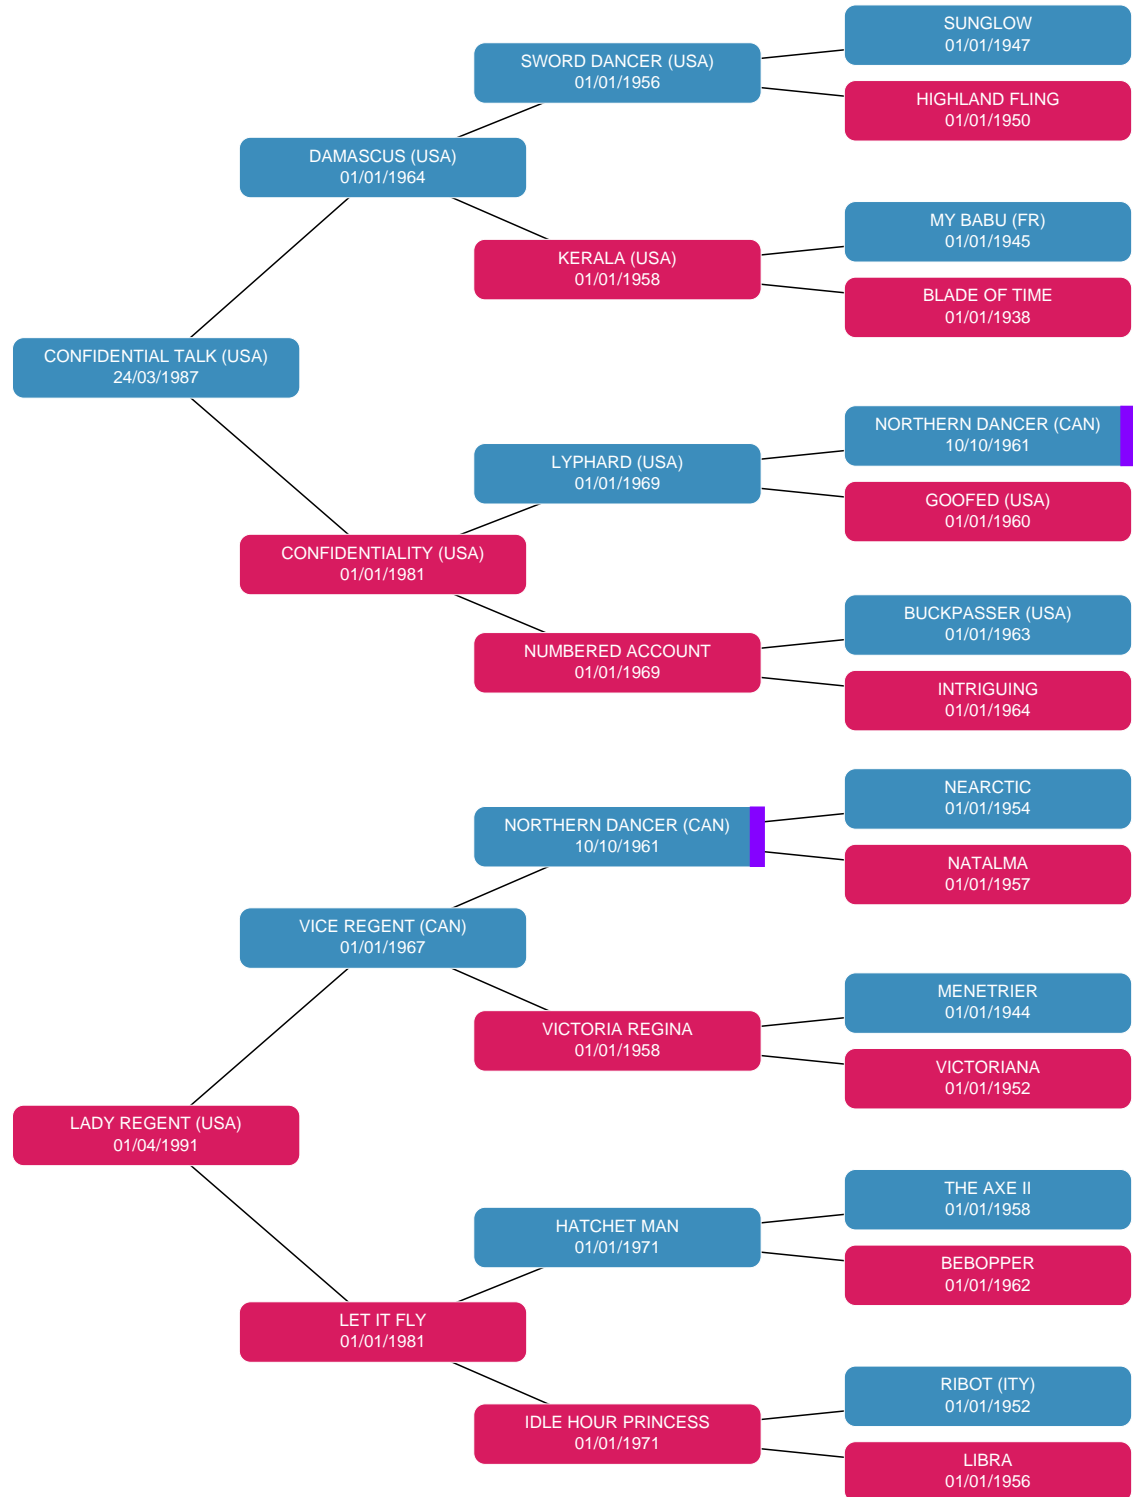 SUNGLOW
01/01/1947
SWORD DANCER (USA)
01/01/1956
HIGHLAND FLING
01/01/1950
DAMASCUS (USA)
01/01/1964
MY BABU (FR)
01/01/1945
KERALA (USA)
01/01/1958
BLADE OF TIME
01/01/1938
CONFIDENTIAL TALK (USA)
24/03/1987
NORTHERN DANCER (CAN)
10/10/1961
LYPHARD (USA)
01/01/1969
GOOFED (USA)
01/01/1960
CONFIDENTIALITY (USA)
01/01/1981
BUCKPASSER (USA)
01/01/1963
NUMBERED ACCOUNT
01/01/1969
INTRIGUING
01/01/1964
NEARCTIC
01/01/1954
NORTHERN DANCER (CAN)
10/10/1961
NATALMA
01/01/1957
VICE REGENT (CAN)
01/01/1967
MENETRIER
01/01/1944
VICTORIA REGINA
01/01/1958
VICTORIANA
01/01/1952
LADY REGENT (USA)
01/04/1991
THE AXE II
01/01/1958
HATCHET MAN
01/01/1971
BEBOPPER
01/01/1962
LET IT FLY
01/01/1981
RIBOT (ITY)
01/01/1952
IDLE HOUR PRINCESS
01/01/1971
LIBRA
01/01/1956